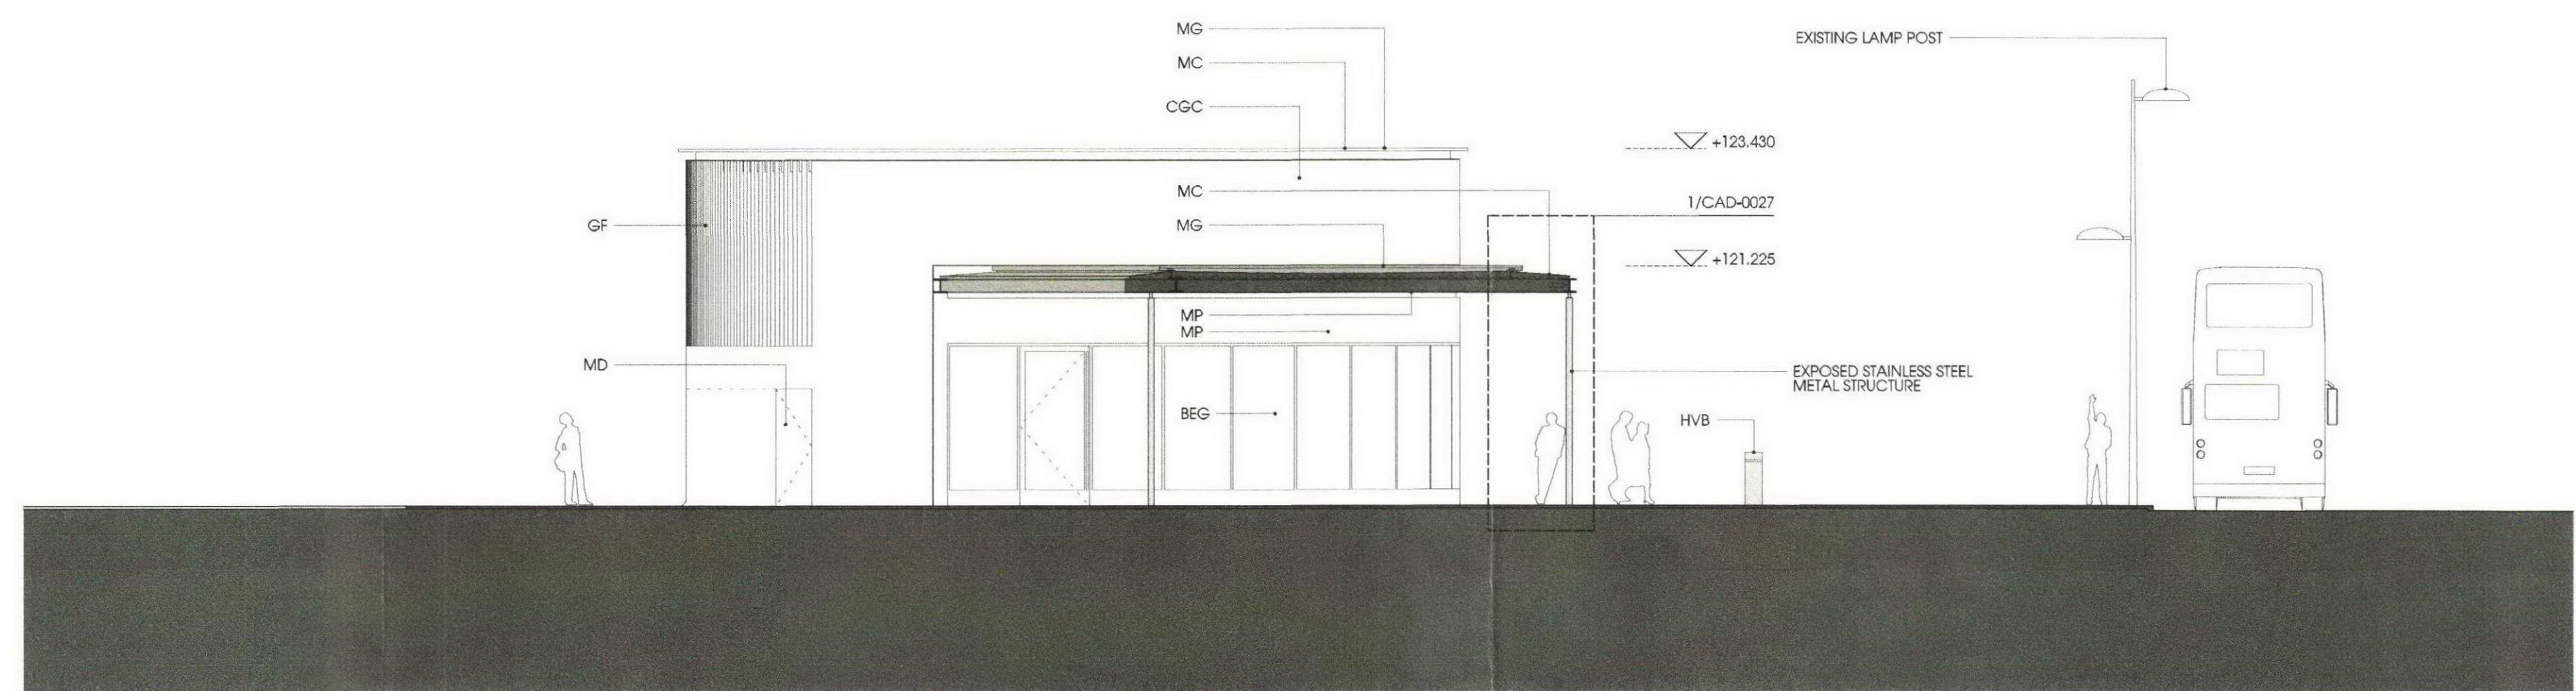 MG
EXISTING LAMP POST
MC
CGC
+123.430
MC
1/CAD-0027
GF
MG
+121.225
MP
MP
MD
EXPOSED STAINLESS STEEL
METAL STRUCTURE
BEG
HVB